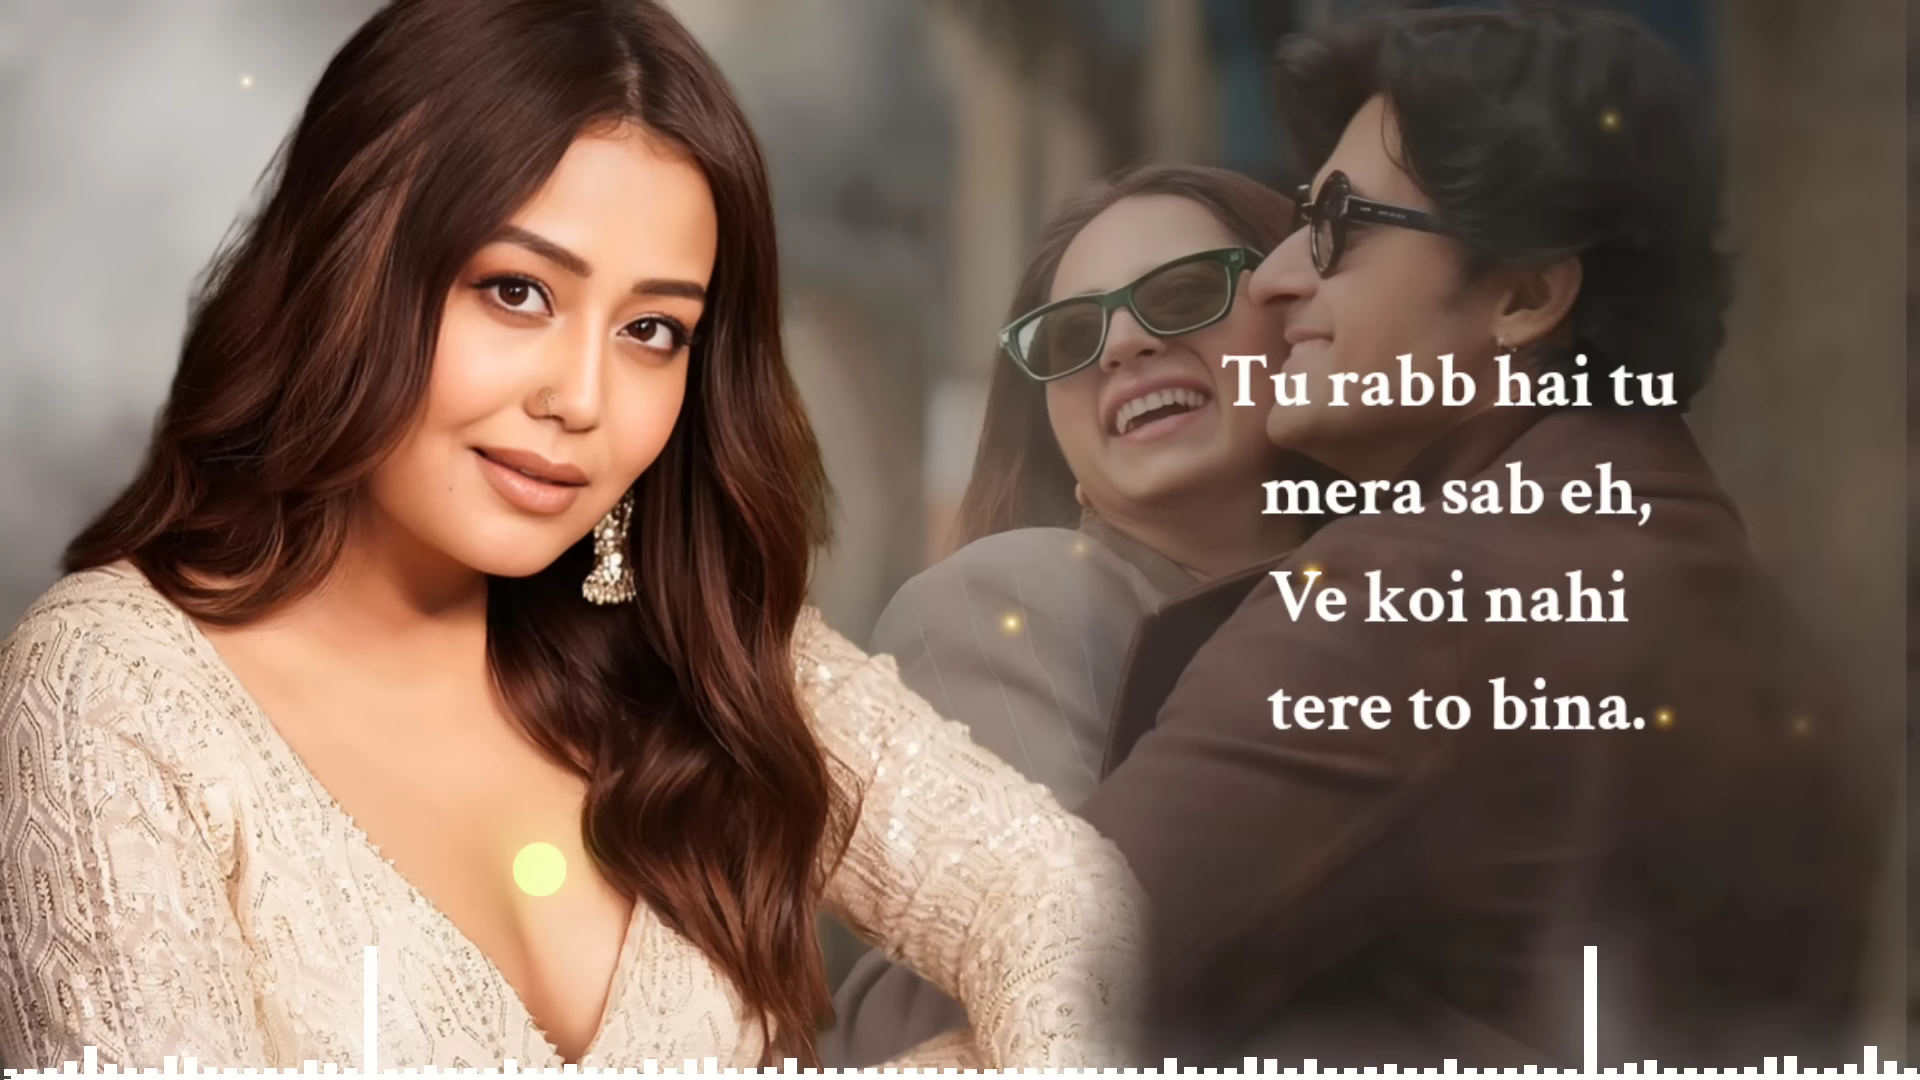 Tu rabb hai tu
mera sab eh,
Ve koi nahi
tere to bina.